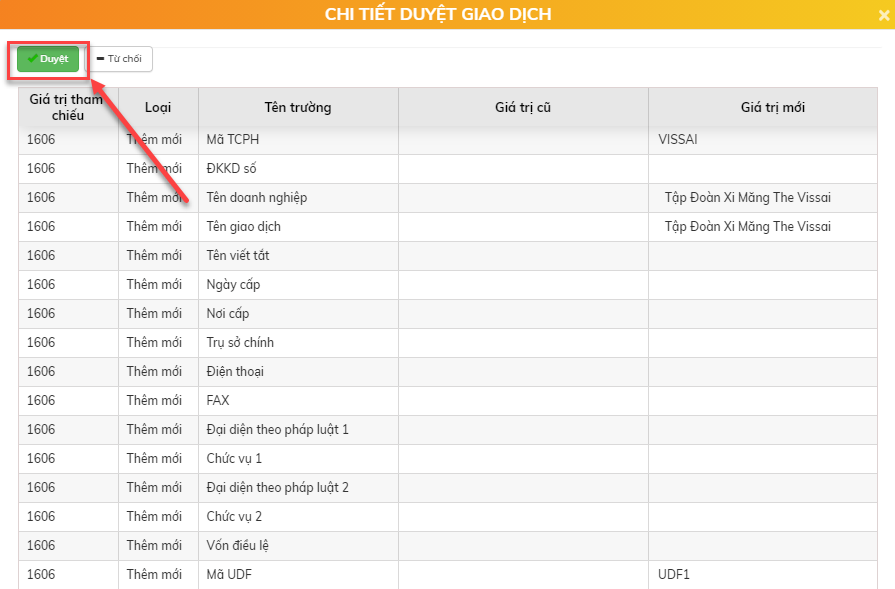 CHI TIẾT DUYỆT GIAO DỊCH
Duyệt Từ chối
Giá trị tham chiếu Loại Tên trường Giá trị cũ Giá trị mới
1606 Thêm mới Mã TCPH VISSAI
1606 Thêm mới ĐKKD số
1606 Thêm mới Tên doanh nghiệp Tập Đoàn Xi Măng The Vissai
1606 Thêm mới Tên giao dịch Tập Đoàn Xi Măng The Vissai
1606 Thêm mới Tên viết tắt
1606 Thêm mới Ngày cấp
1606 Thêm mới Nơi cấp
1606 Thêm mới Trụ sở chính
1606 Thêm mới Điện thoại
1606 Thêm mới FAX
1606 Thêm mới Đại diện theo pháp luật 1
1606 Thêm mới Chức vụ 1
1606 Thêm mới Đại diện theo pháp luật 2
1606 Thêm mới Chức vụ 2
1606 Thêm mới Vốn điều lệ
1606 Thêm mới Mã UDF UDF1